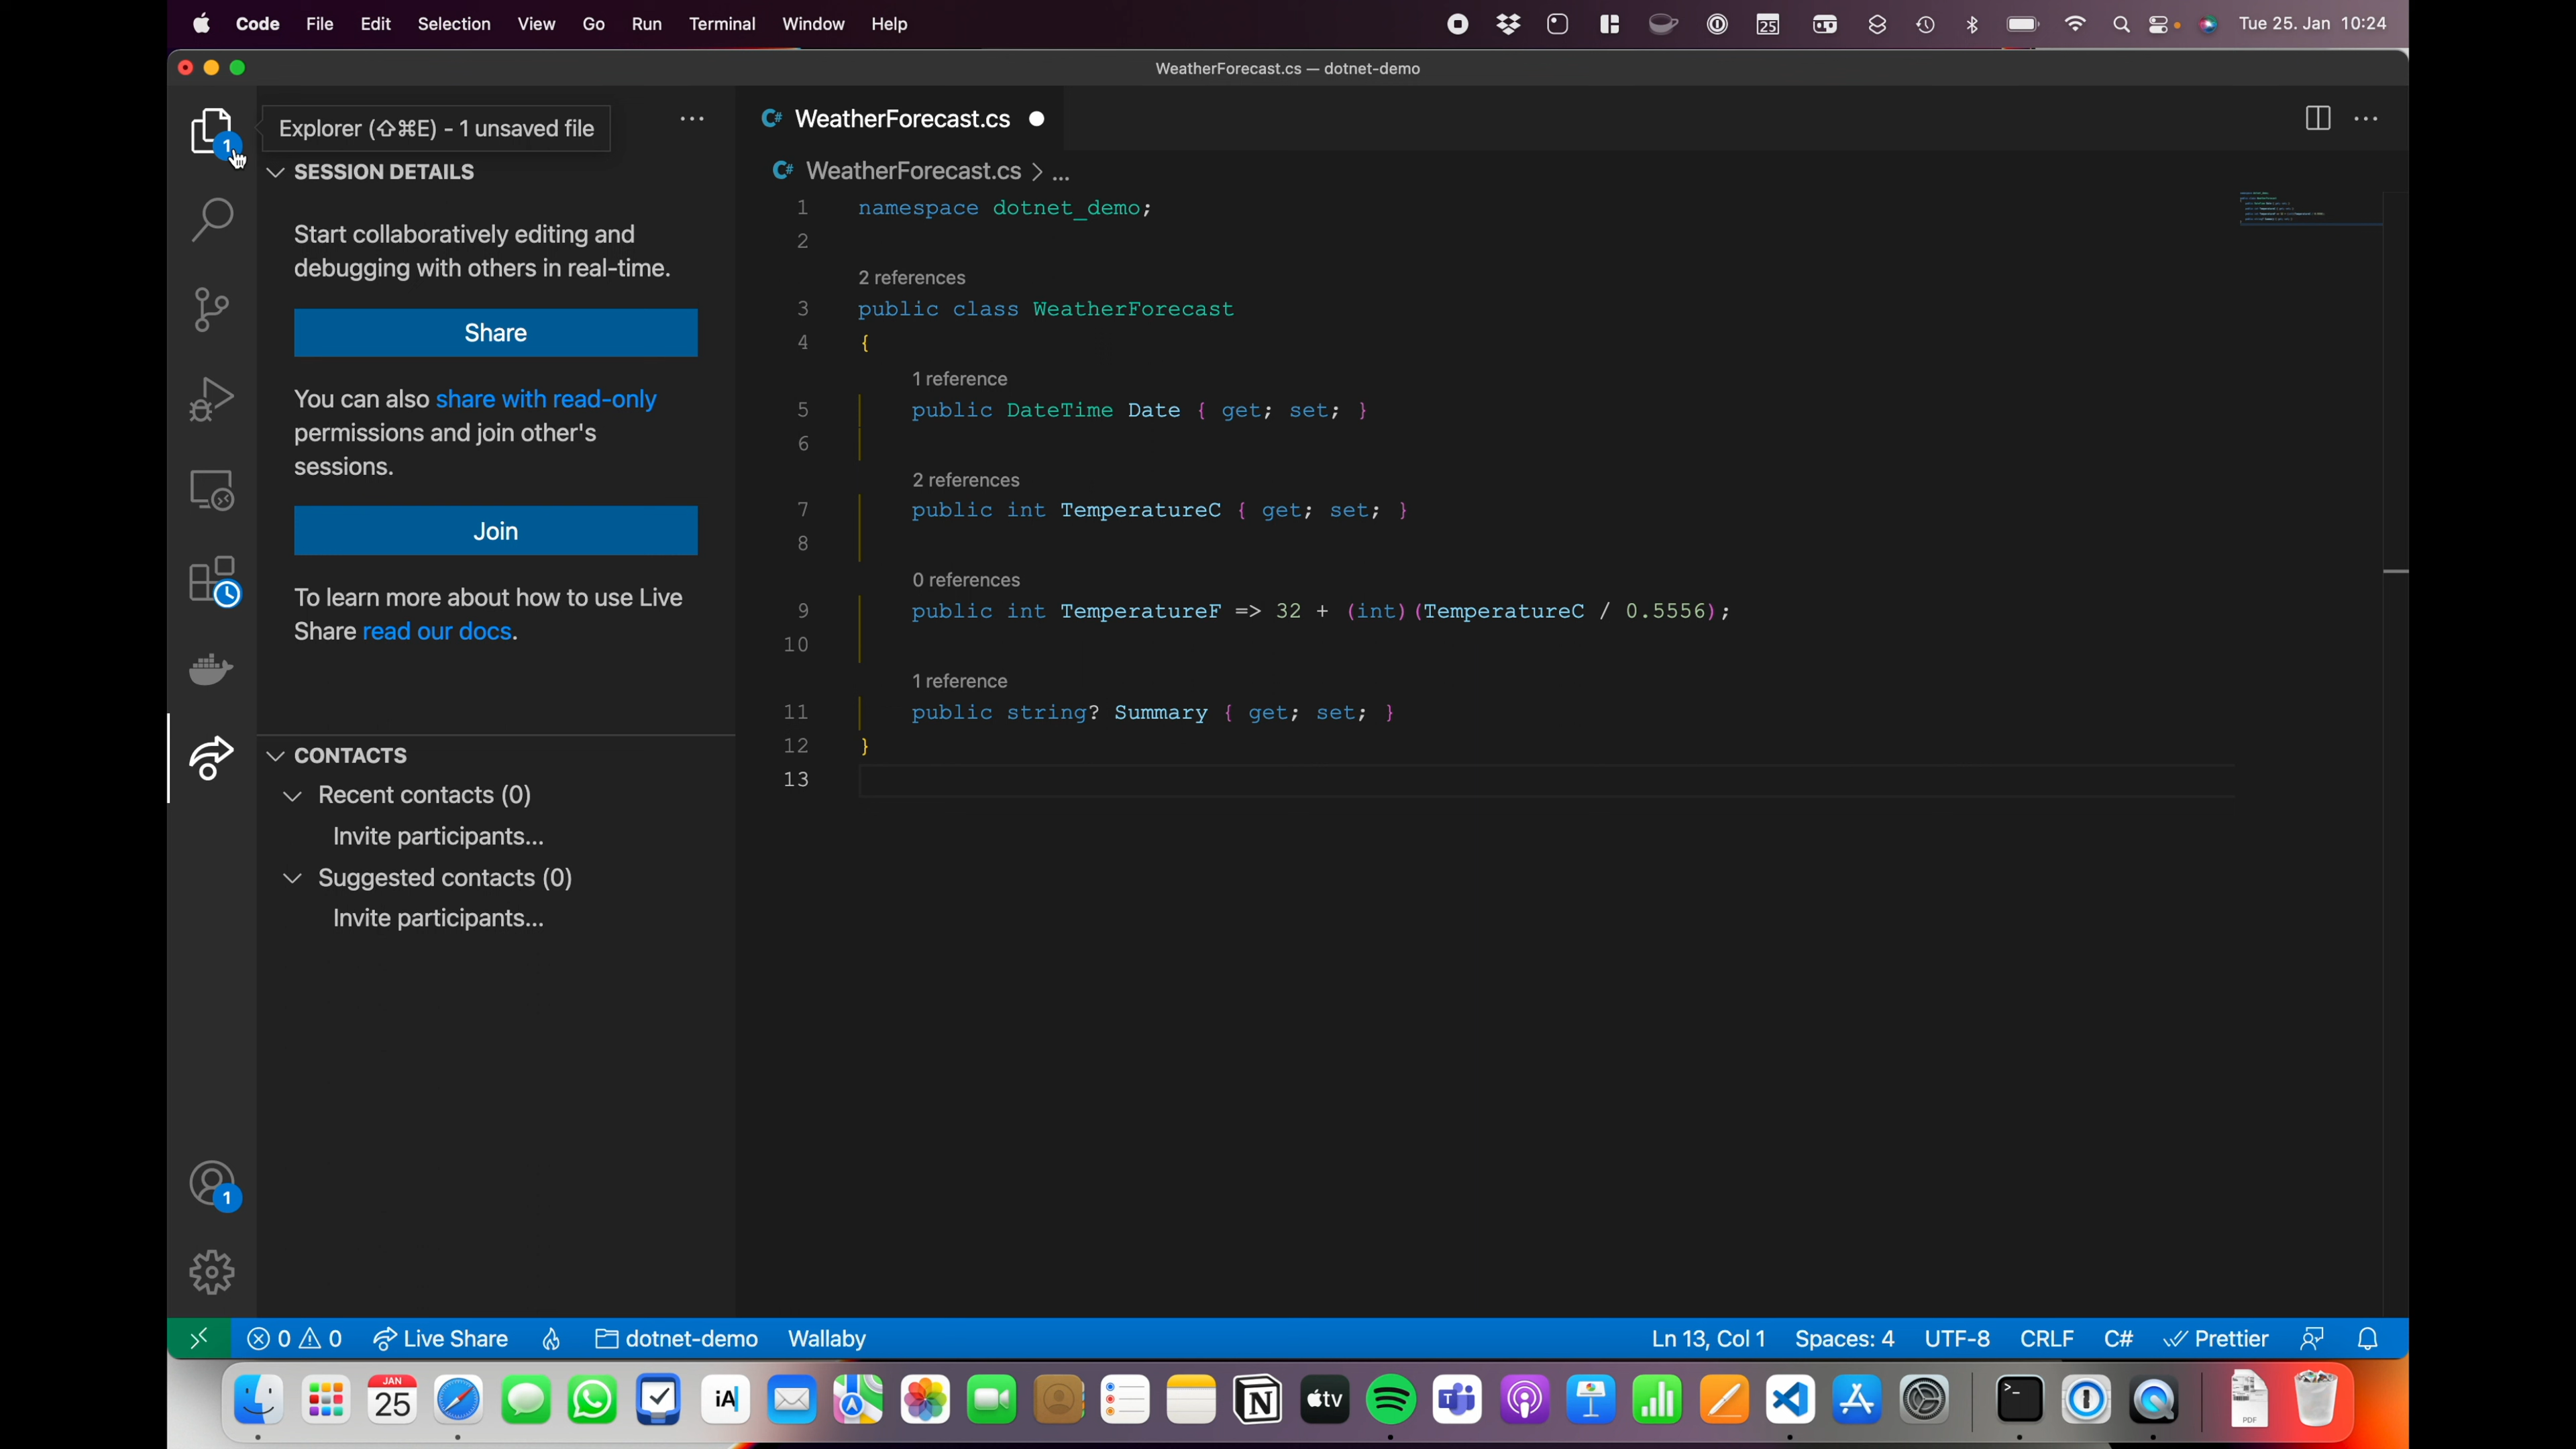 Code File Edit Selection View Go Run Terminal Window Help 25 Tue 25. Jan 10:24
WeatherForecast.cs — dotnet-demo
Explorer (⇧⌘E) - 1 unsaved file
1
SESSION DETAILS
Start collaboratively editing and
debugging with others in real-time.
Share
You can also share with read-only
permissions and join other's
sessions.
Join
To learn more about how to use Live
Share read our docs.
CONTACTS
Recent contacts (0)
Invite participants...
Suggested contacts (0)
Invite participants...
1
C# WeatherForecast.cs
C# WeatherForecast.cs > ...
1 namespace dotnet_demo;
2
2 references
3 public class WeatherForecast
4 {
1 reference
5 public DateTime Date { get; set; }
6
2 references
7 public int TemperatureC { get; set; }
8
0 references
9 public int TemperatureF => 32 + (int)(TemperatureC / 0.5556);
10
1 reference
11 public string? Summary { get; set; }
12 }
13
0 0 Live Share dotnet-demo Wallaby Ln 13, Col 1 Spaces: 4 UTF-8 CRLF C# Prettier
JAN
25
iA
N
tv
T
>_
PDF